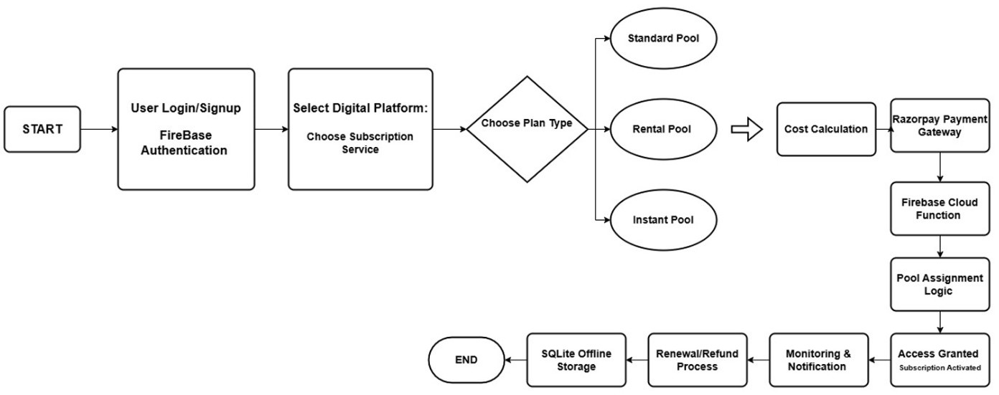 START
User Login/Signup
FireBase
Authentication
Select Digital Platform:
Choose Subscription
Service
Choose Plan Type
Standard Pool
Rental Pool
Instant Pool
Cost Calculation
Razorpay Payment
Gateway
Firebase Cloud
Function
Pool Assignment
Logic
Access Granted
Subscription Activated
Monitoring &
Notification
Renewal/Refund
Process
SQLite Offline
Storage
END